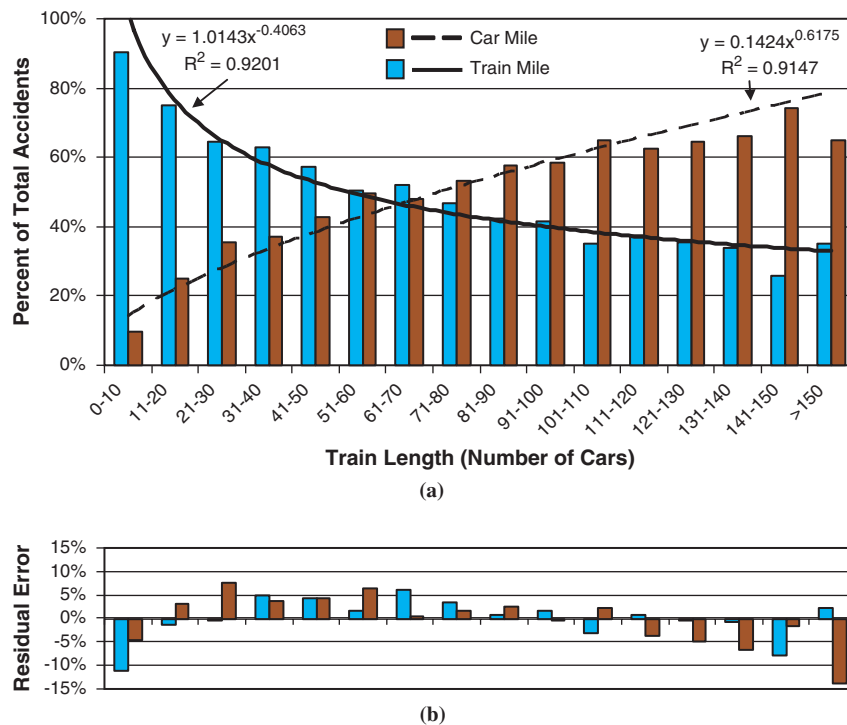 100%
80%
60%
40%
20%
0%
Percent of Total Accidents
y = 1.0143x^-0.4063
R^2 = 0.9201
Car Mile
Train Mile
y = 0.1424x^0.6175
R^2 = 0.9147
0-10
11-20
21-30
31-40
41-50
51-60
61-70
71-80
81-90
91-100
101-110
111-120
121-130
131-140
141-150
>150
Train Length (Number of Cars)
(a)
Residual Error
15%
10%
5%
0%
-5%
-10%
-15%
(b)